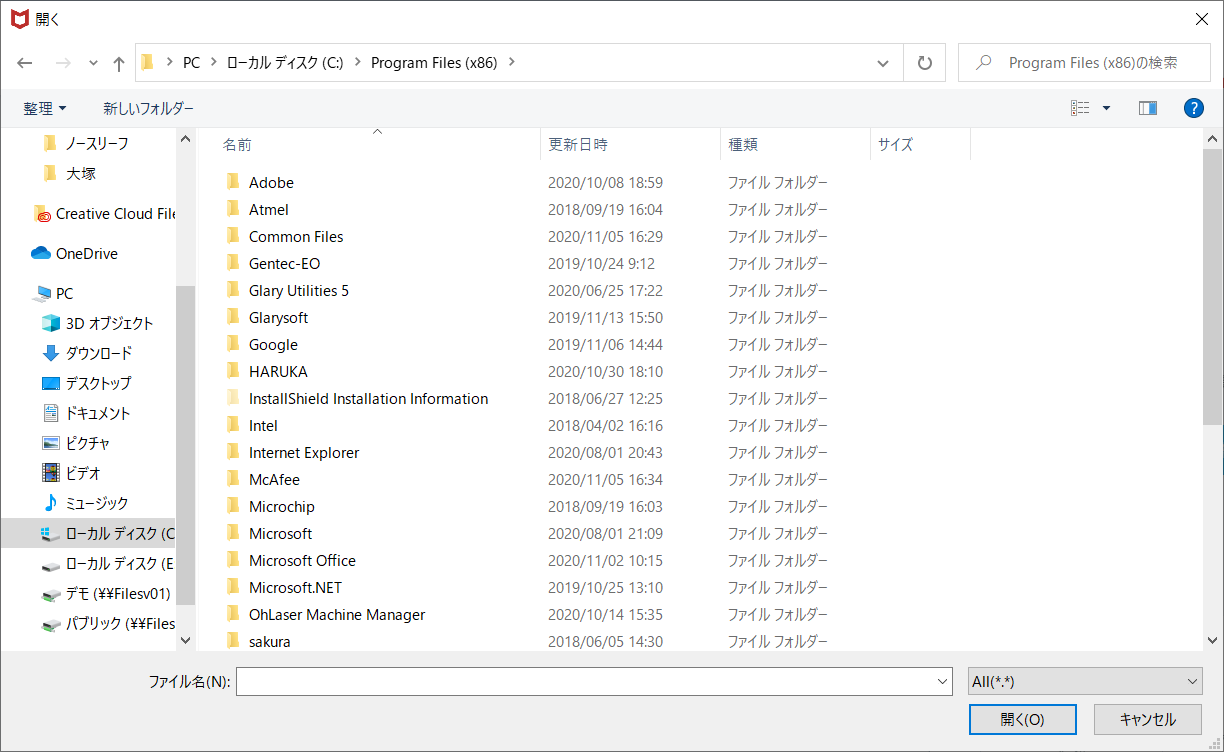 開く
PC ローカル ディスク (C:) Program Files (x86)
Program Files (x86)の検索
整理 新しいフォルダー
ノースリーフ
大塚
Creative Cloud File
OneDrive
PC
3D オブジェクト
ダウンロード
デスクトップ
ドキュメント
ピクチャ
ビデオ
ミュージック
ローカル ディスク (C
ローカル ディスク (E
デモ (¥¥Filesv01)
パブリック (¥¥Files
名前 更新日時 種類 サイズ
Adobe 2020/10/08 18:59 ファイル フォルダー
Atmel 2018/09/19 16:04 ファイル フォルダー
Common Files 2020/11/05 16:29 ファイル フォルダー
Gentec-EO 2019/10/24 9:12 ファイル フォルダー
Glary Utilities 5 2020/06/25 17:22 ファイル フォルダー
Glarysoft 2019/11/13 15:50 ファイル フォルダー
Google 2019/11/06 14:44 ファイル フォルダー
HARUKA 2020/10/30 18:10 ファイル フォルダー
InstallShield Installation Information 2018/06/27 12:25 ファイル フォルダー
Intel 2018/04/02 16:16 ファイル フォルダー
Internet Explorer 2020/08/01 20:43 ファイル フォルダー
McAfee 2020/11/05 16:34 ファイル フォルダー
Microchip 2018/09/19 16:03 ファイル フォルダー
Microsoft 2020/08/01 21:09 ファイル フォルダー
Microsoft Office 2020/11/02 10:15 ファイル フォルダー
Microsoft.NET 2019/10/25 13:10 ファイル フォルダー
OhLaser Machine Manager 2020/10/14 15:35 ファイル フォルダー
sakura 2018/06/05 14:30 ファイル フォルダー
ファイル名(N): All(*.*)
開く(O) キャンセル